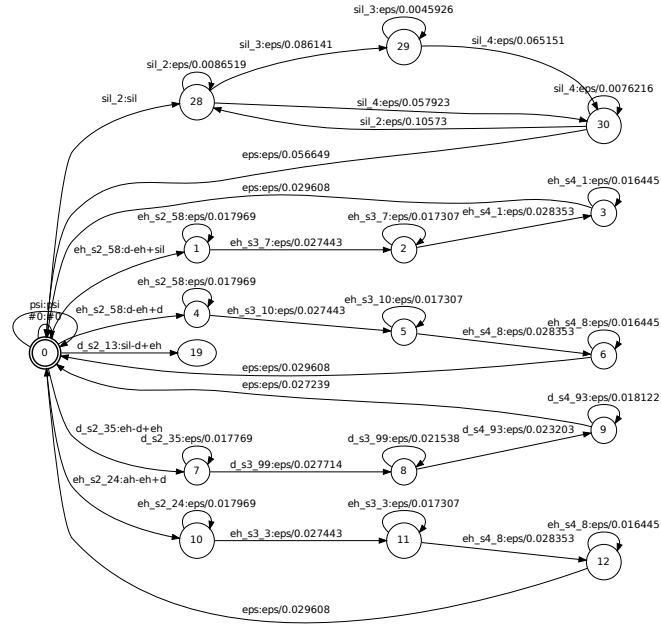 sil_3:eps/0.0045926
sil_3:eps/0.086141
29
sil_4:eps/0.065151
sil_2:eps/0.0086519
sil_4:eps/0.0076216
sil_2:sil
28
sil_4:eps/0.057923
sil_2:eps/0.10573
30
eps:eps/0.056649
eh_s4_1:eps/0.016445
eps:eps/0.029608
eh_s2_58:eps/0.017969
eh_s3_7:eps/0.017307
eh_s4_1:eps/0.028353
3
eh_s2_58:d-eh+sil
1
eh_s3_7:eps/0.027443
2
eh_s2_58:eps/0.017969
psi:psi
#0:#0
eh_s2_58:d-eh+d
4
eh_s3_10:eps/0.027443
eh_s3_10:eps/0.017307
5
eh_s4_8:eps/0.028353
eh_s4_8:eps/0.016445
6
0
d_s2_13:sil-d+eh
19
eps:eps/0.029608
eps:eps/0.027239
d_s4_93:eps/0.018122
d_s2_35:eh-d+eh
d_s2_35:eps/0.017769
d_s3_99:eps/0.021538
d_s4_93:eps/0.023203
9
7
d_s3_99:eps/0.027714
8
eh_s2_24:ah-eh+d
eh_s2_24:eps/0.017969
eh_s3_3:eps/0.017307
10
eh_s3_3:eps/0.027443
11
eh_s4_8:eps/0.028353
eh_s4_8:eps/0.016445
12
eps:eps/0.029608